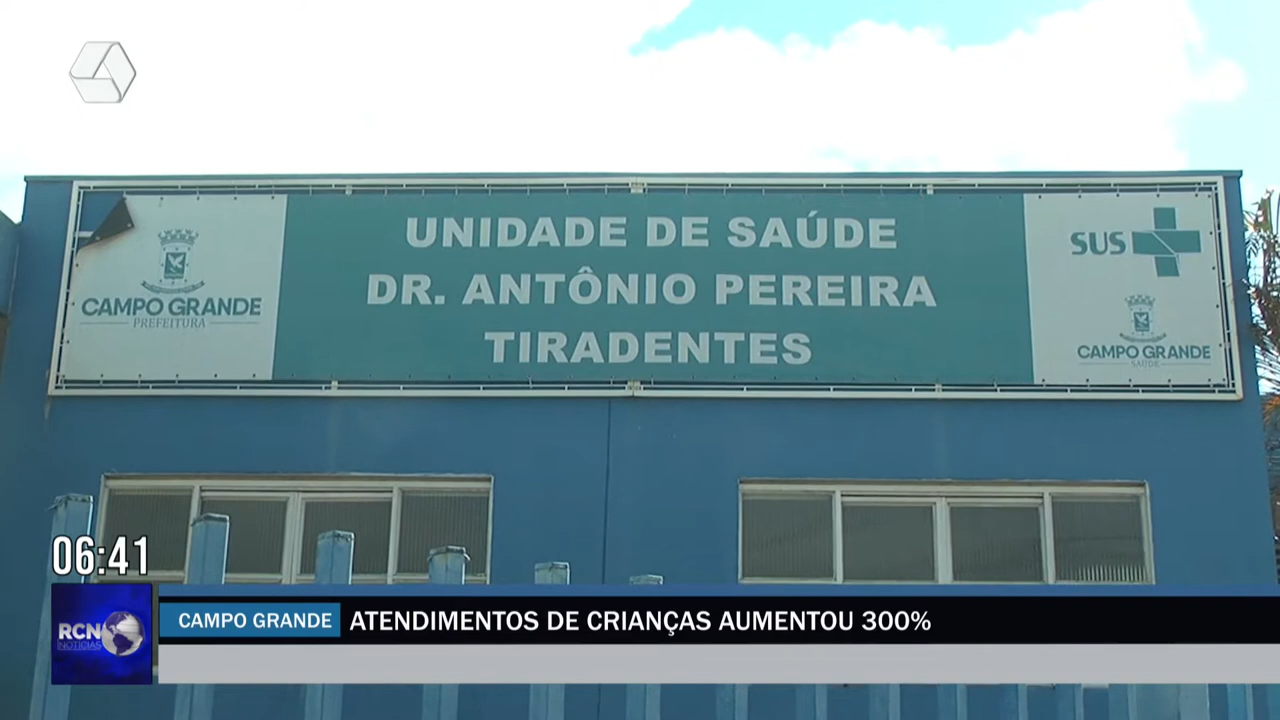 UNIDADE DE SAÚDE
DR. ANTÔNIO PEREIRA
TIRADENTES
CAMPO GRANDE
PREFEITURA
SUS
CAMPO GRANDE
SAÚDE
06:41
RCN
NOTÍCIAS
CAMPO GRANDE
ATENDIMENTOS DE CRIANÇAS AUMENTOU 300%